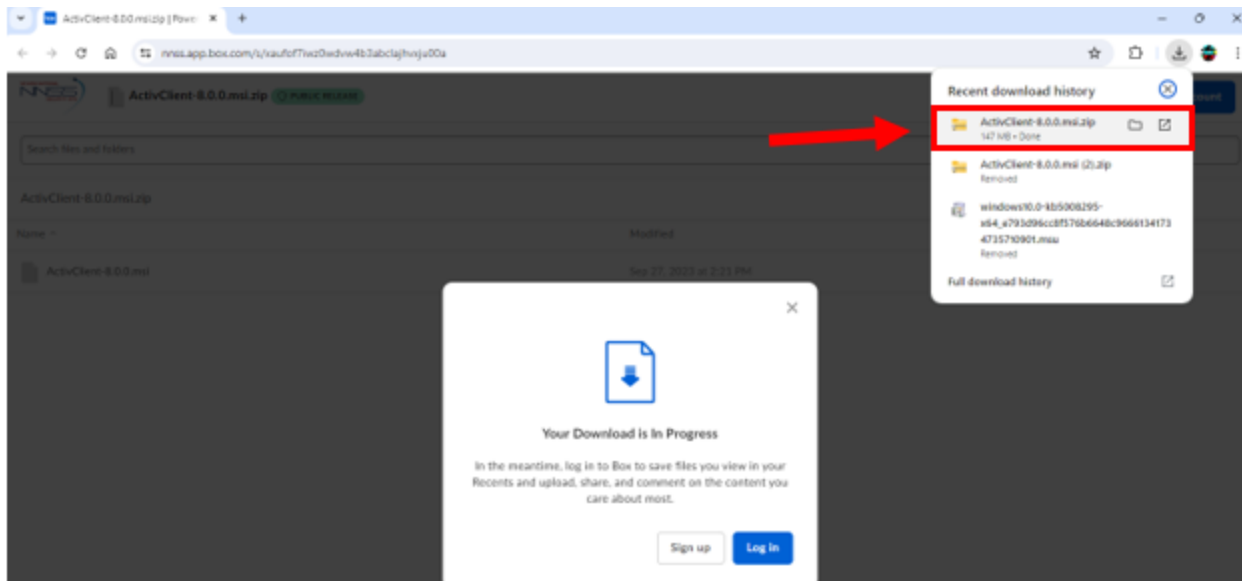 ActivClient-8.0.0.msi.zip | Powe
NNSS
ActivClient-8.0.0.msi.zip PUBLIC RELEASE
ount
Search files and folders
ActivClient-8.0.0.msi.zip
Name
Modified
ActivClient-8.0.0.msi
Sep 27, 2023 at 2:23 PM
Recent download history
ActivClient-8.0.0.msi.zip
147 MB • Done
ActivClient-8.0.0.msi (2).zip
Removed
windows10.0-kb5008295-
4735710901.msu
Removed
Full download history
Your Download is In Progress
In the meantime, log in to Box to save files you view in your
Recents and upload, share, and comment on the content you
care about most.
Sign up
Log in